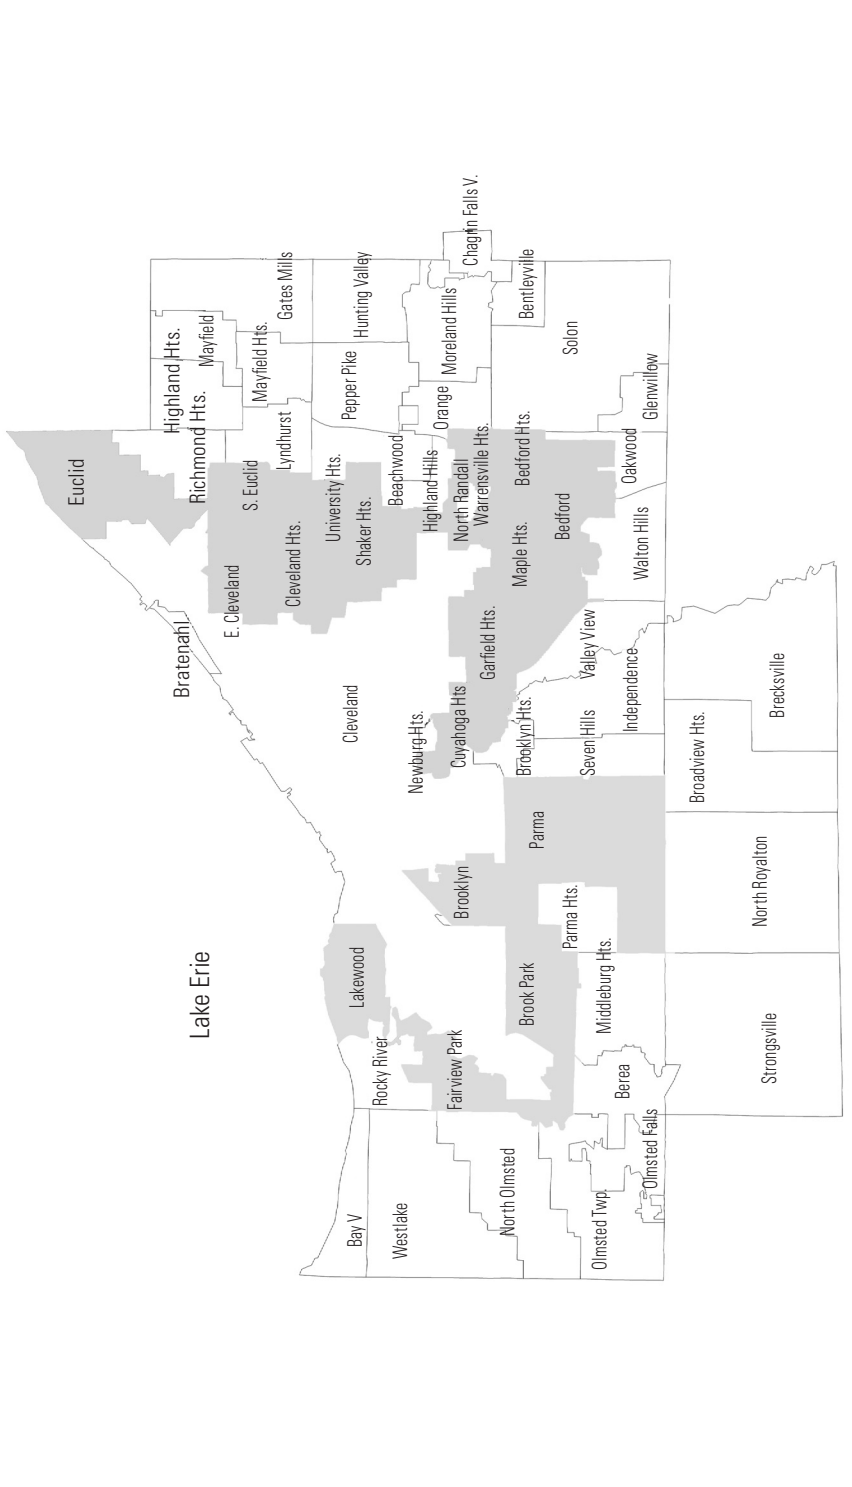 Lake Erie
Euclid
Bratenahl
Richmond Hts.
Highland Hts.
Mayfield
Gates Mills
E. Cleveland
S. Euclid
Lyndhurst
Mayfield Hts.
Cleveland Hts.
University Hts.
Pepper Pike
Hunting Valley
Shaker Hts.
Beachwood
Cleveland
Lakewood
Bay V
Rocky River
Westlake
Newburg Hts.
Highland Hills
Orange
Moreland Hills
Chagrin Falls V.
Fairview Park
Brooklyn
Cuyahoga Hts
North Randall
Warrensville Hts.
Garfield Hts.
Maple Hts.
Bedford Hts.
Bentleyville
North Olmsted
Brook Park
Parma
Brooklyn Hts.
Bedford
Solon
Parma Hts.
Seven Hills
Valley View
Olmsted Twp.
Middleburg Hts.
Independence
Walton Hills
Oakwood
Glenwillow
Berea
Olmsted Falls
Broadview Hts.
Strongsville
North Royalton
Brecksville